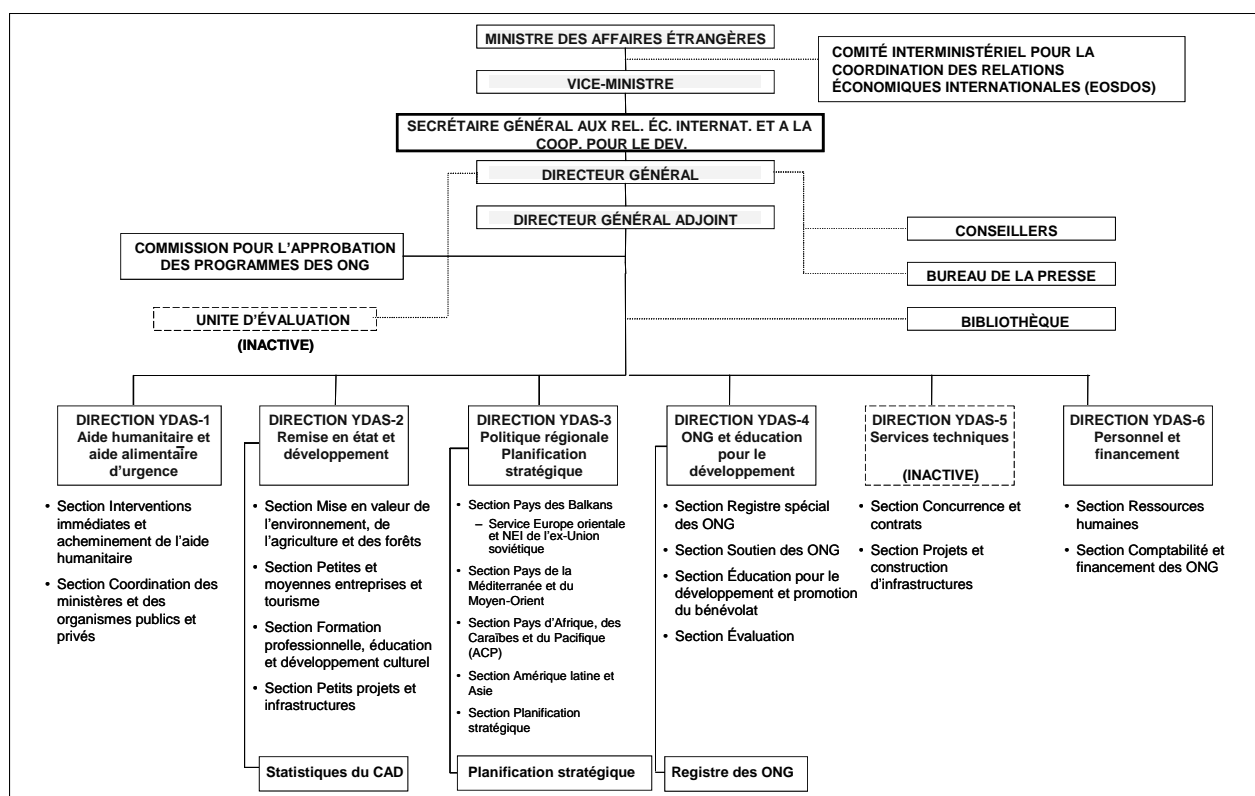 MINISTRE DES AFFAIRES ÉTRANGÈRES
COMITÉ INTERMINISTÉRIEL POUR LA
COORDINATION DES RELATIONS
ÉCONOMIQUES INTERNATIONALES (EOSDOS)
VICE-MINISTRE
SECRÉTAIRE GÉNÉRAL AUX REL. ÉC. INTERNAT. ET A LA
COOP. POUR LE DEV.
DIRECTEUR GÉNÉRAL
DIRECTEUR GÉNÉRAL ADJOINT
COMMISSION POUR L'APPROBATION
DES PROGRAMMES DES ONG
CONSEILLERS
BUREAU DE LA PRESSE
UNITE D'ÉVALUATION
(INACTIVE)
BIBLIOTHÈQUE
DIRECTION YDAS-1
Aide humanitaire et
aide alimentaire
d'urgence
• Section Interventions
immédiates et
acheminement de l'aide
humanitaire
• Section Coordination des
ministères et des
organismes publics et
privés
DIRECTION YDAS-2
Remise en état et
développement
• Section Mise en valeur de
l'environnement, de
l'agriculture et des forêts
• Section Petites et
moyennes entreprises et
tourisme
• Section Formation
professionnelle, éducation
et développement culturel
• Section Petits projets et
infrastructures
Statistiques du CAD
DIRECTION YDAS-3
Politique régionale
Planification
stratégique
• Section Pays des Balkans
– Service Europe orientale
et NEI de l'ex-Union
soviétique
• Section Pays de la
Méditerranée et du
Moyen-Orient
• Section Pays d'Afrique, des
Caraïbes et du Pacifique
(ACP)
• Section Amérique latine et
Asie
• Section Planification
stratégique
Planification stratégique
DIRECTION YDAS-4
ONG et éducation
pour le
développement
• Section Registre spécial
des ONG
• Section Soutien des ONG
• Section Éducation pour le
développement et promotion
du bénévolat
• Section Évaluation
Registre des ONG
DIRECTION YDAS-5
Services techniques
(INACTIVE)
• Section Concurrence et
contrats
• Section Projets et
construction
d'infrastructures
DIRECTION YDAS-6
Personnel et
financement
• Section Ressources
humaines
• Section Comptabilité et
financement des ONG